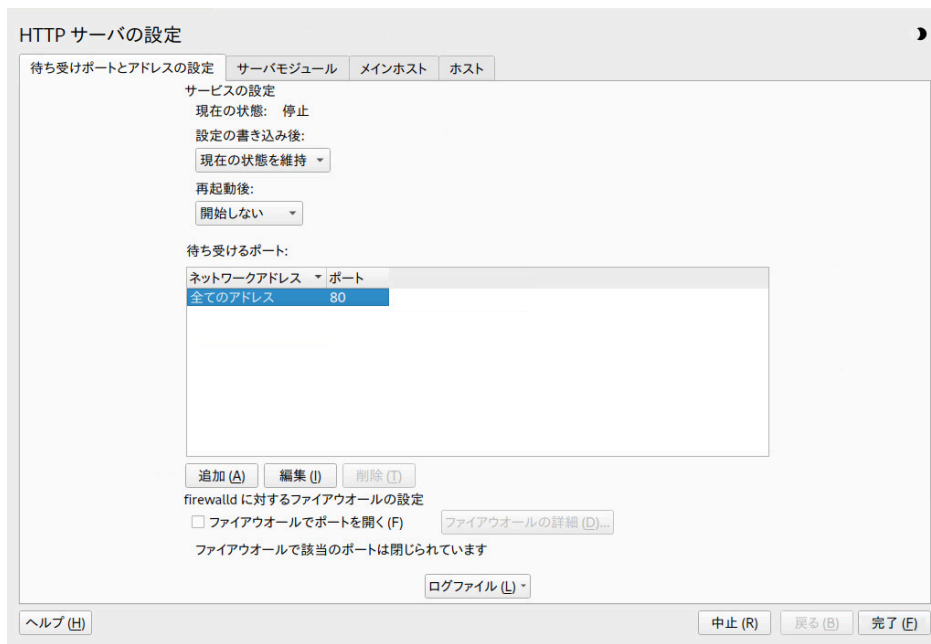 HTTP サーバの設定
待ち受けポートとアドレスの設定 サーバモジュール メインホスト ホスト
サービスの設定
現在の状態: 停止
設定の書き込み後:
現在の状態を維持
再起動後:
開始しない
待ち受けるポート:
ネットワークアドレス ポート
全てのアドレス 80
追加 (A) 編集 (I) 削除 (T)
firewalld に対するファイアウオールの設定
ファイアウオールでポートを開く(F) ファイアウオールの詳細 (D)...
ファイアウオールで該当のポートは閉じられています
ログファイル (L)
ヘルプ (H) 中止 (R) 戻る (B) 完了 (F)